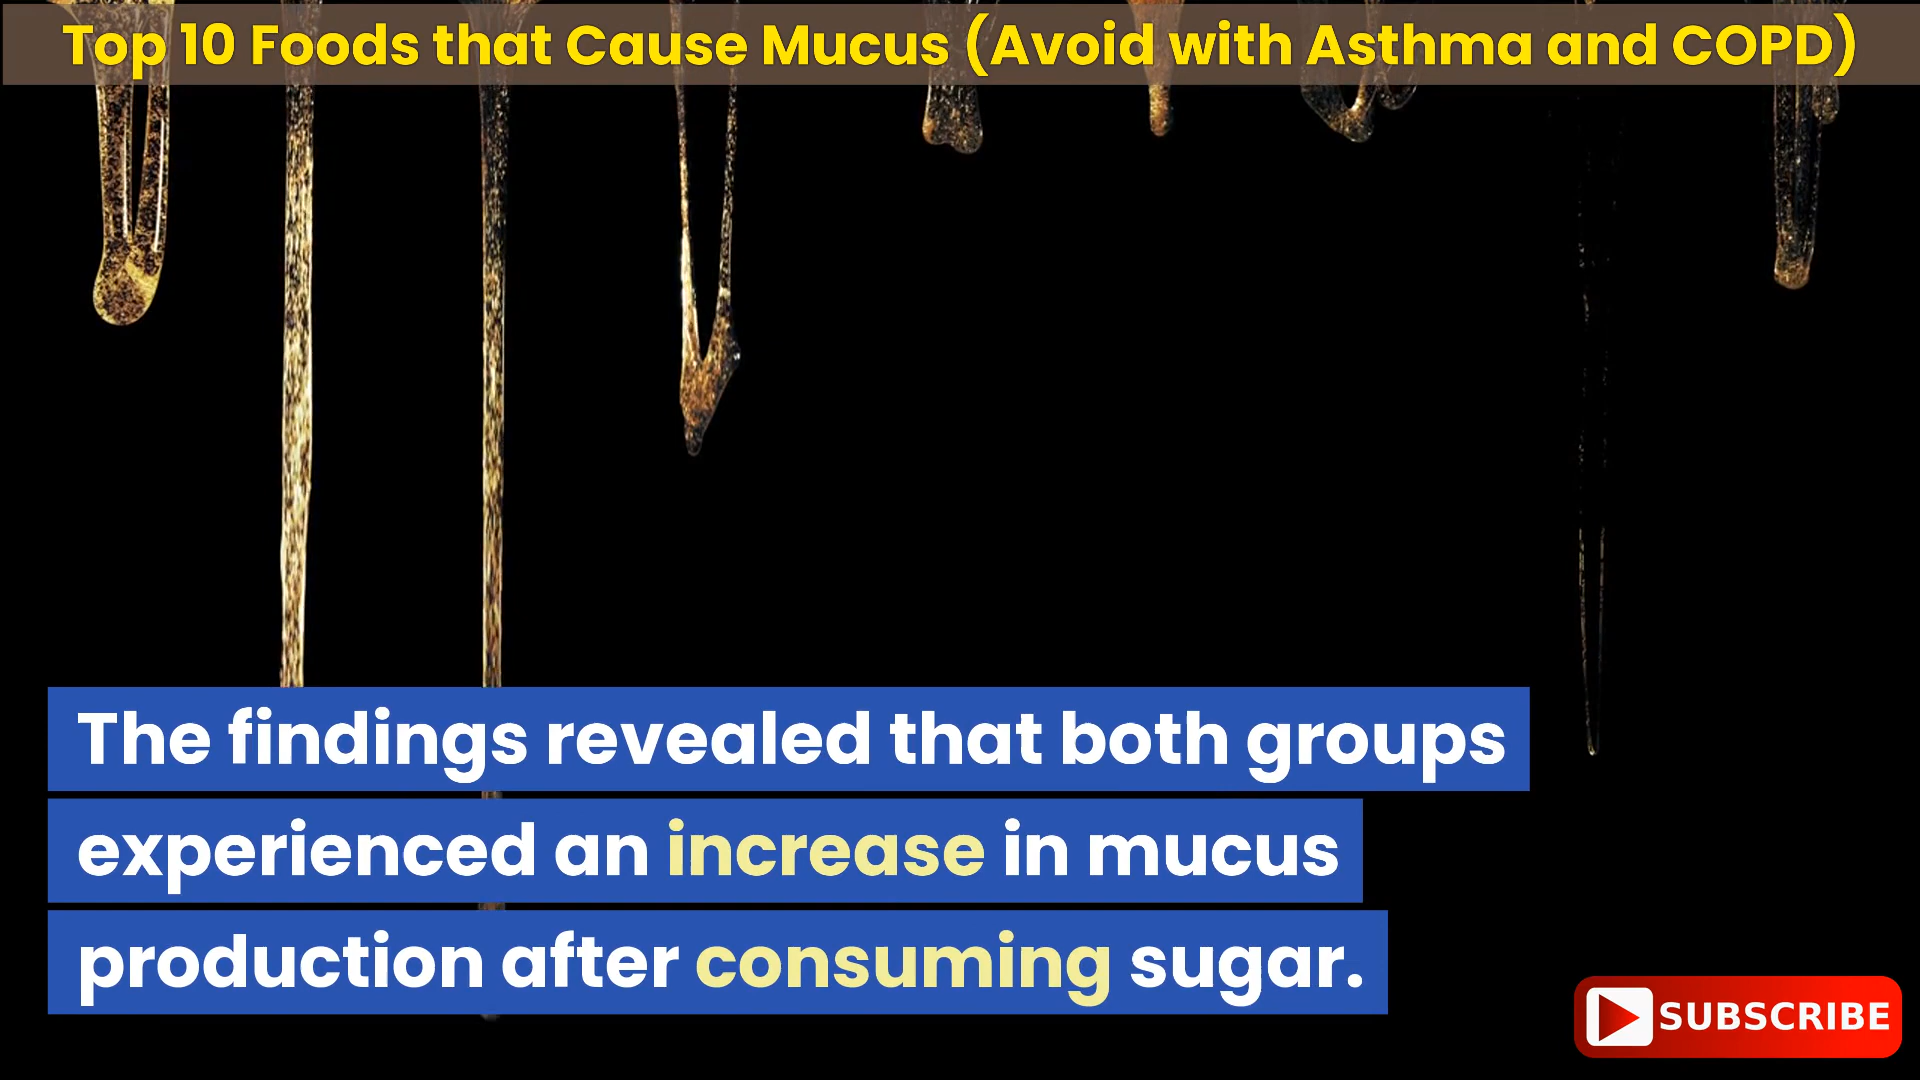 Top 10 Foods that Cause Mucus (Avoid with Asthma and COPD)
The findings revealed that both groups
experienced an increase in mucus
production after consuming sugar.
SUBSCRIBE